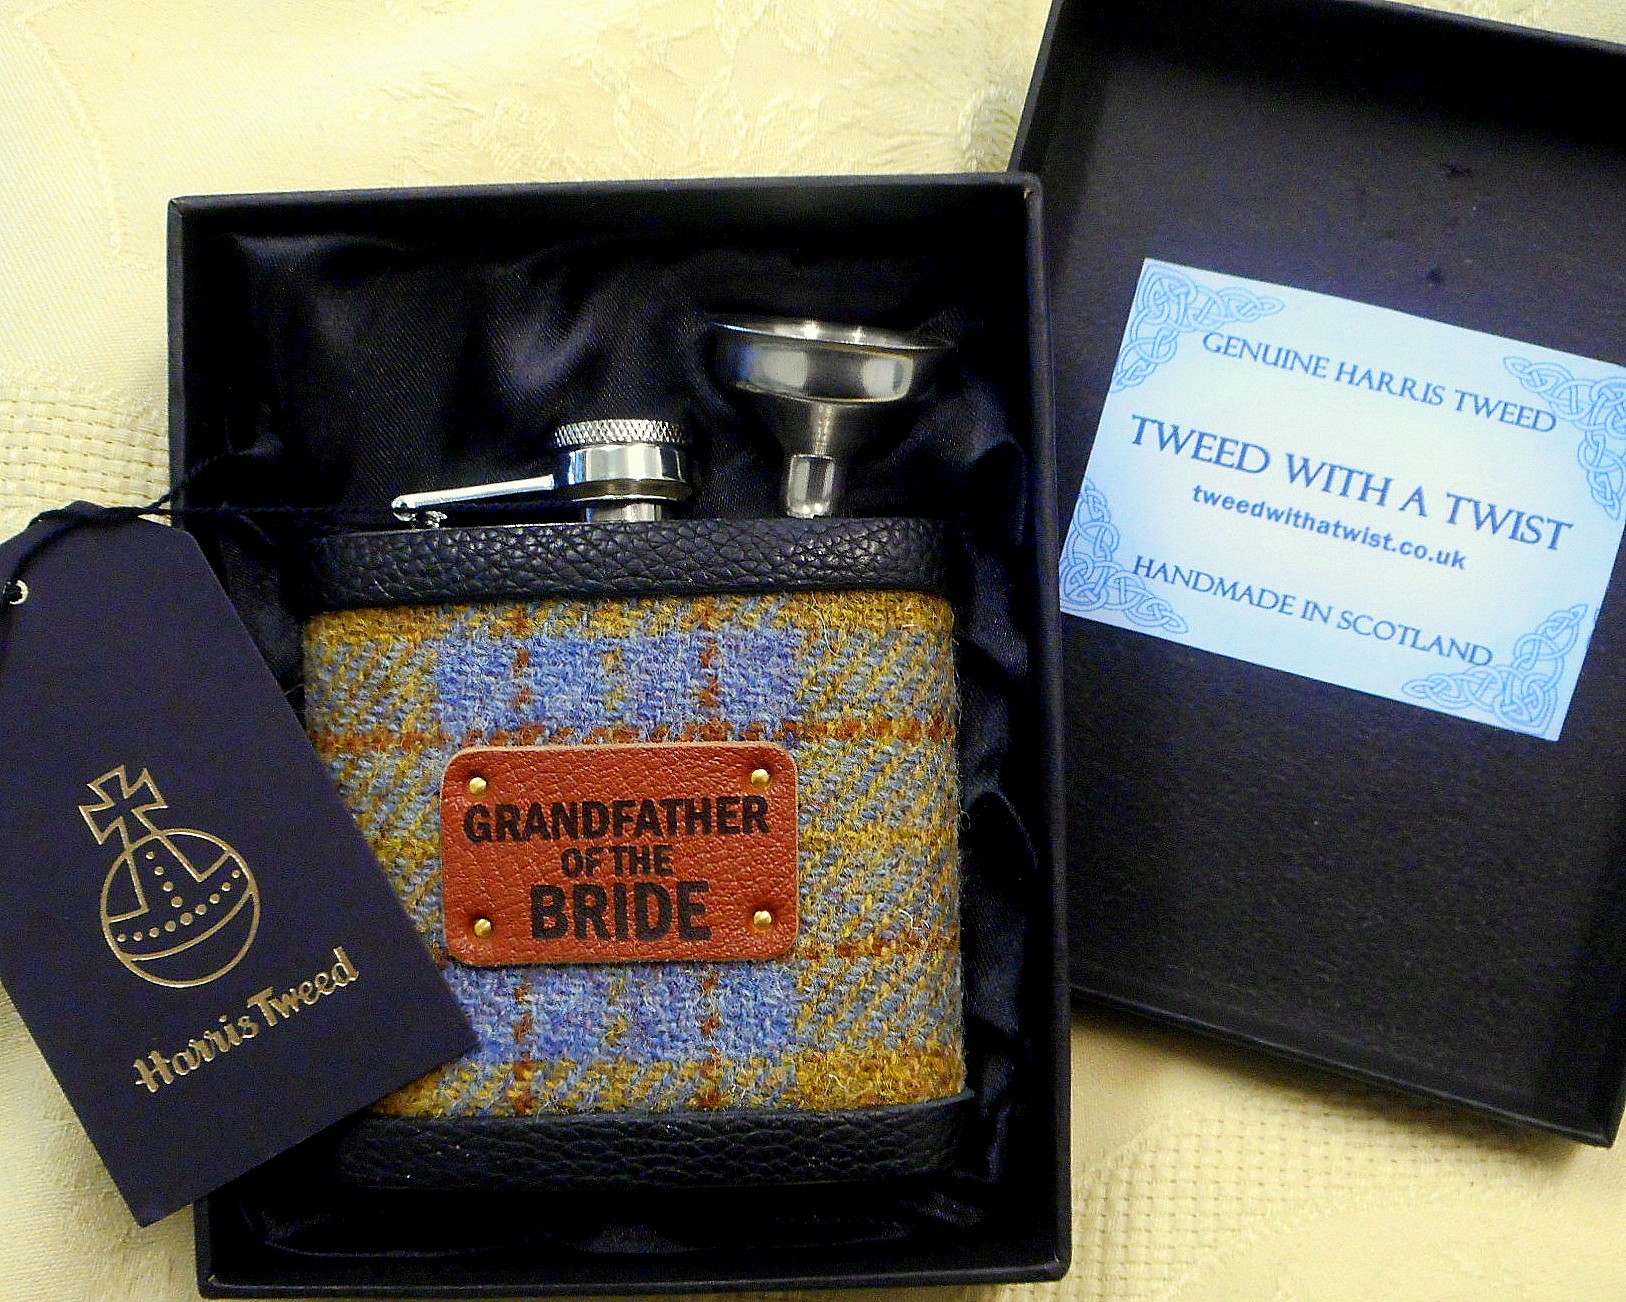 GENUINE HARRIS TWEED
TWEED WITH A TWIST
tweedwithatwist.co.uk
HANDMADE IN SCOTLAND
GRANDFATHER
OF THE
BRIDE
Harris Tweed